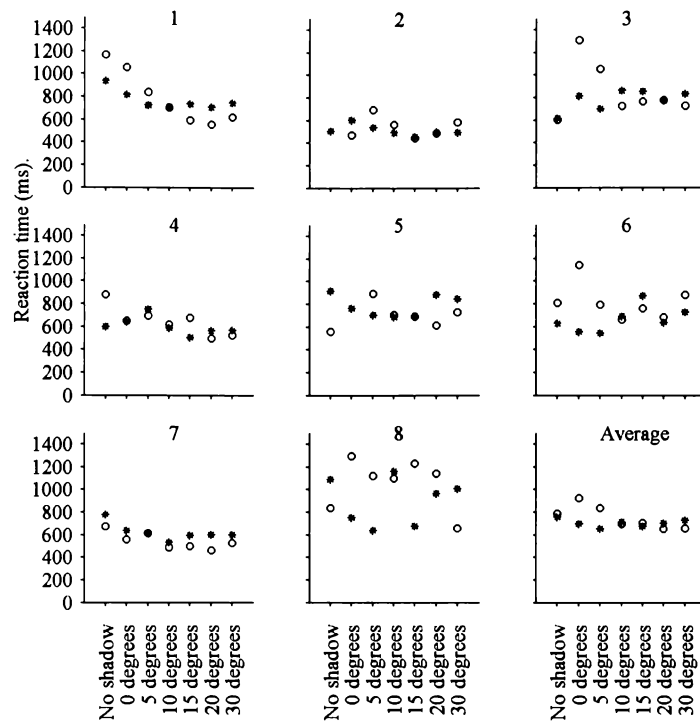 Reaction time (ms).
1
1400
1200
1000
800
600
400
200
0
2
3
4
1400
1200
1000
800
600
400
200
0
5
6
7
1400
1200
1000
800
600
400
200
0
8
Average
No shadow
0 degrees
5 degrees
10 degrees
15 degrees
20 degrees
30 degrees
No shadow
0 degrees
5 degrees
10 degrees
15 degrees
20 degrees
30 degrees
No shadow
0 degrees
5 degrees
10 degrees
15 degrees
20 degrees
30 degrees